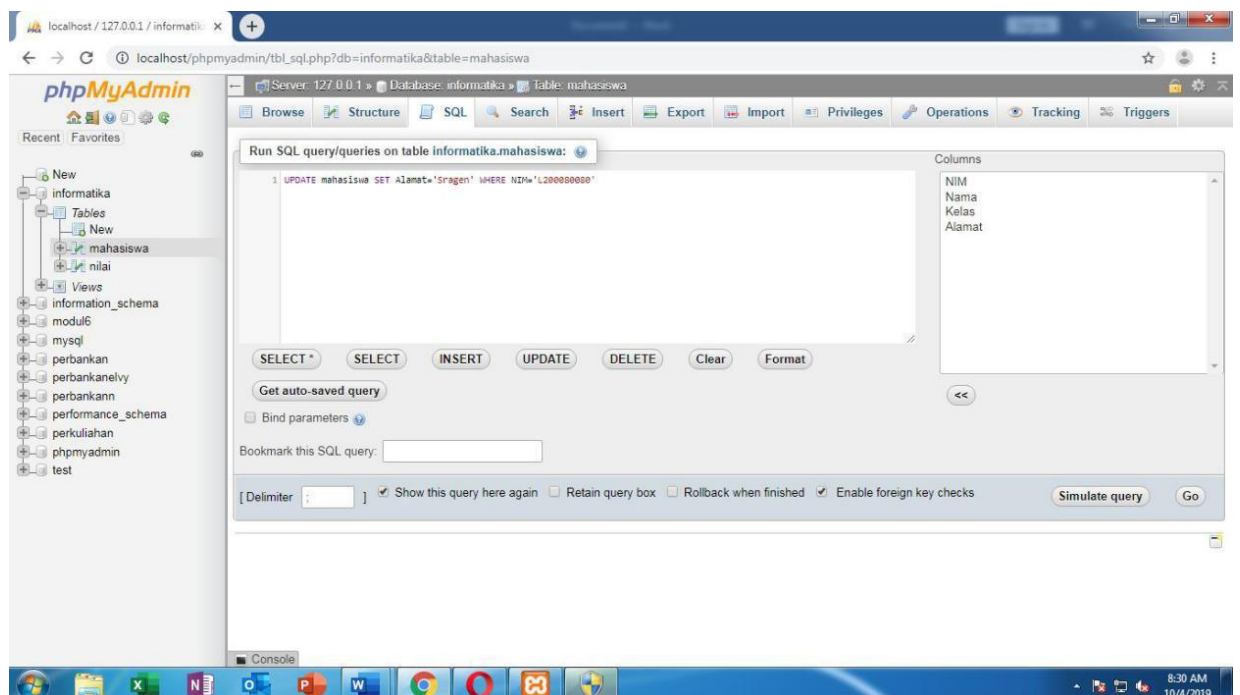 localhost / 127.0.0.1 / informatik
localhost/phpmyadmin/tbl_sql.php?db=informatika&table=mahasiswa
phpMyAdmin
Recent Favorites
New
informatika
Tables
New
mahasiswa
nilai
Views
information_schema
modul6
mysql
perbankan
perbankanelvy
perbankann
performance_schema
perkuliahan
phpmyadmin
test
Server: 127.0.0.1 » Database: informatika » Table: mahasiswa
Browse Structure SQL Search Insert Export Import Privileges Operations Tracking Triggers
Run SQL query/queries on table informatika.mahasiswa:
1 UPDATE mahasiswa SET Alamat='Sragen' WHERE NIM='L200080080'
Columns
NIM
Nama
Kelas
Alamat
SELECT * SELECT INSERT UPDATE DELETE Clear Format
Get auto-saved query
<<
Bind parameters
Bookmark this SQL query:
[ Delimiter ; ] Show this query here again Retain query box Rollback when finished Enable foreign key checks Simulate query Go
Console
8:30 AM
10/4/2019